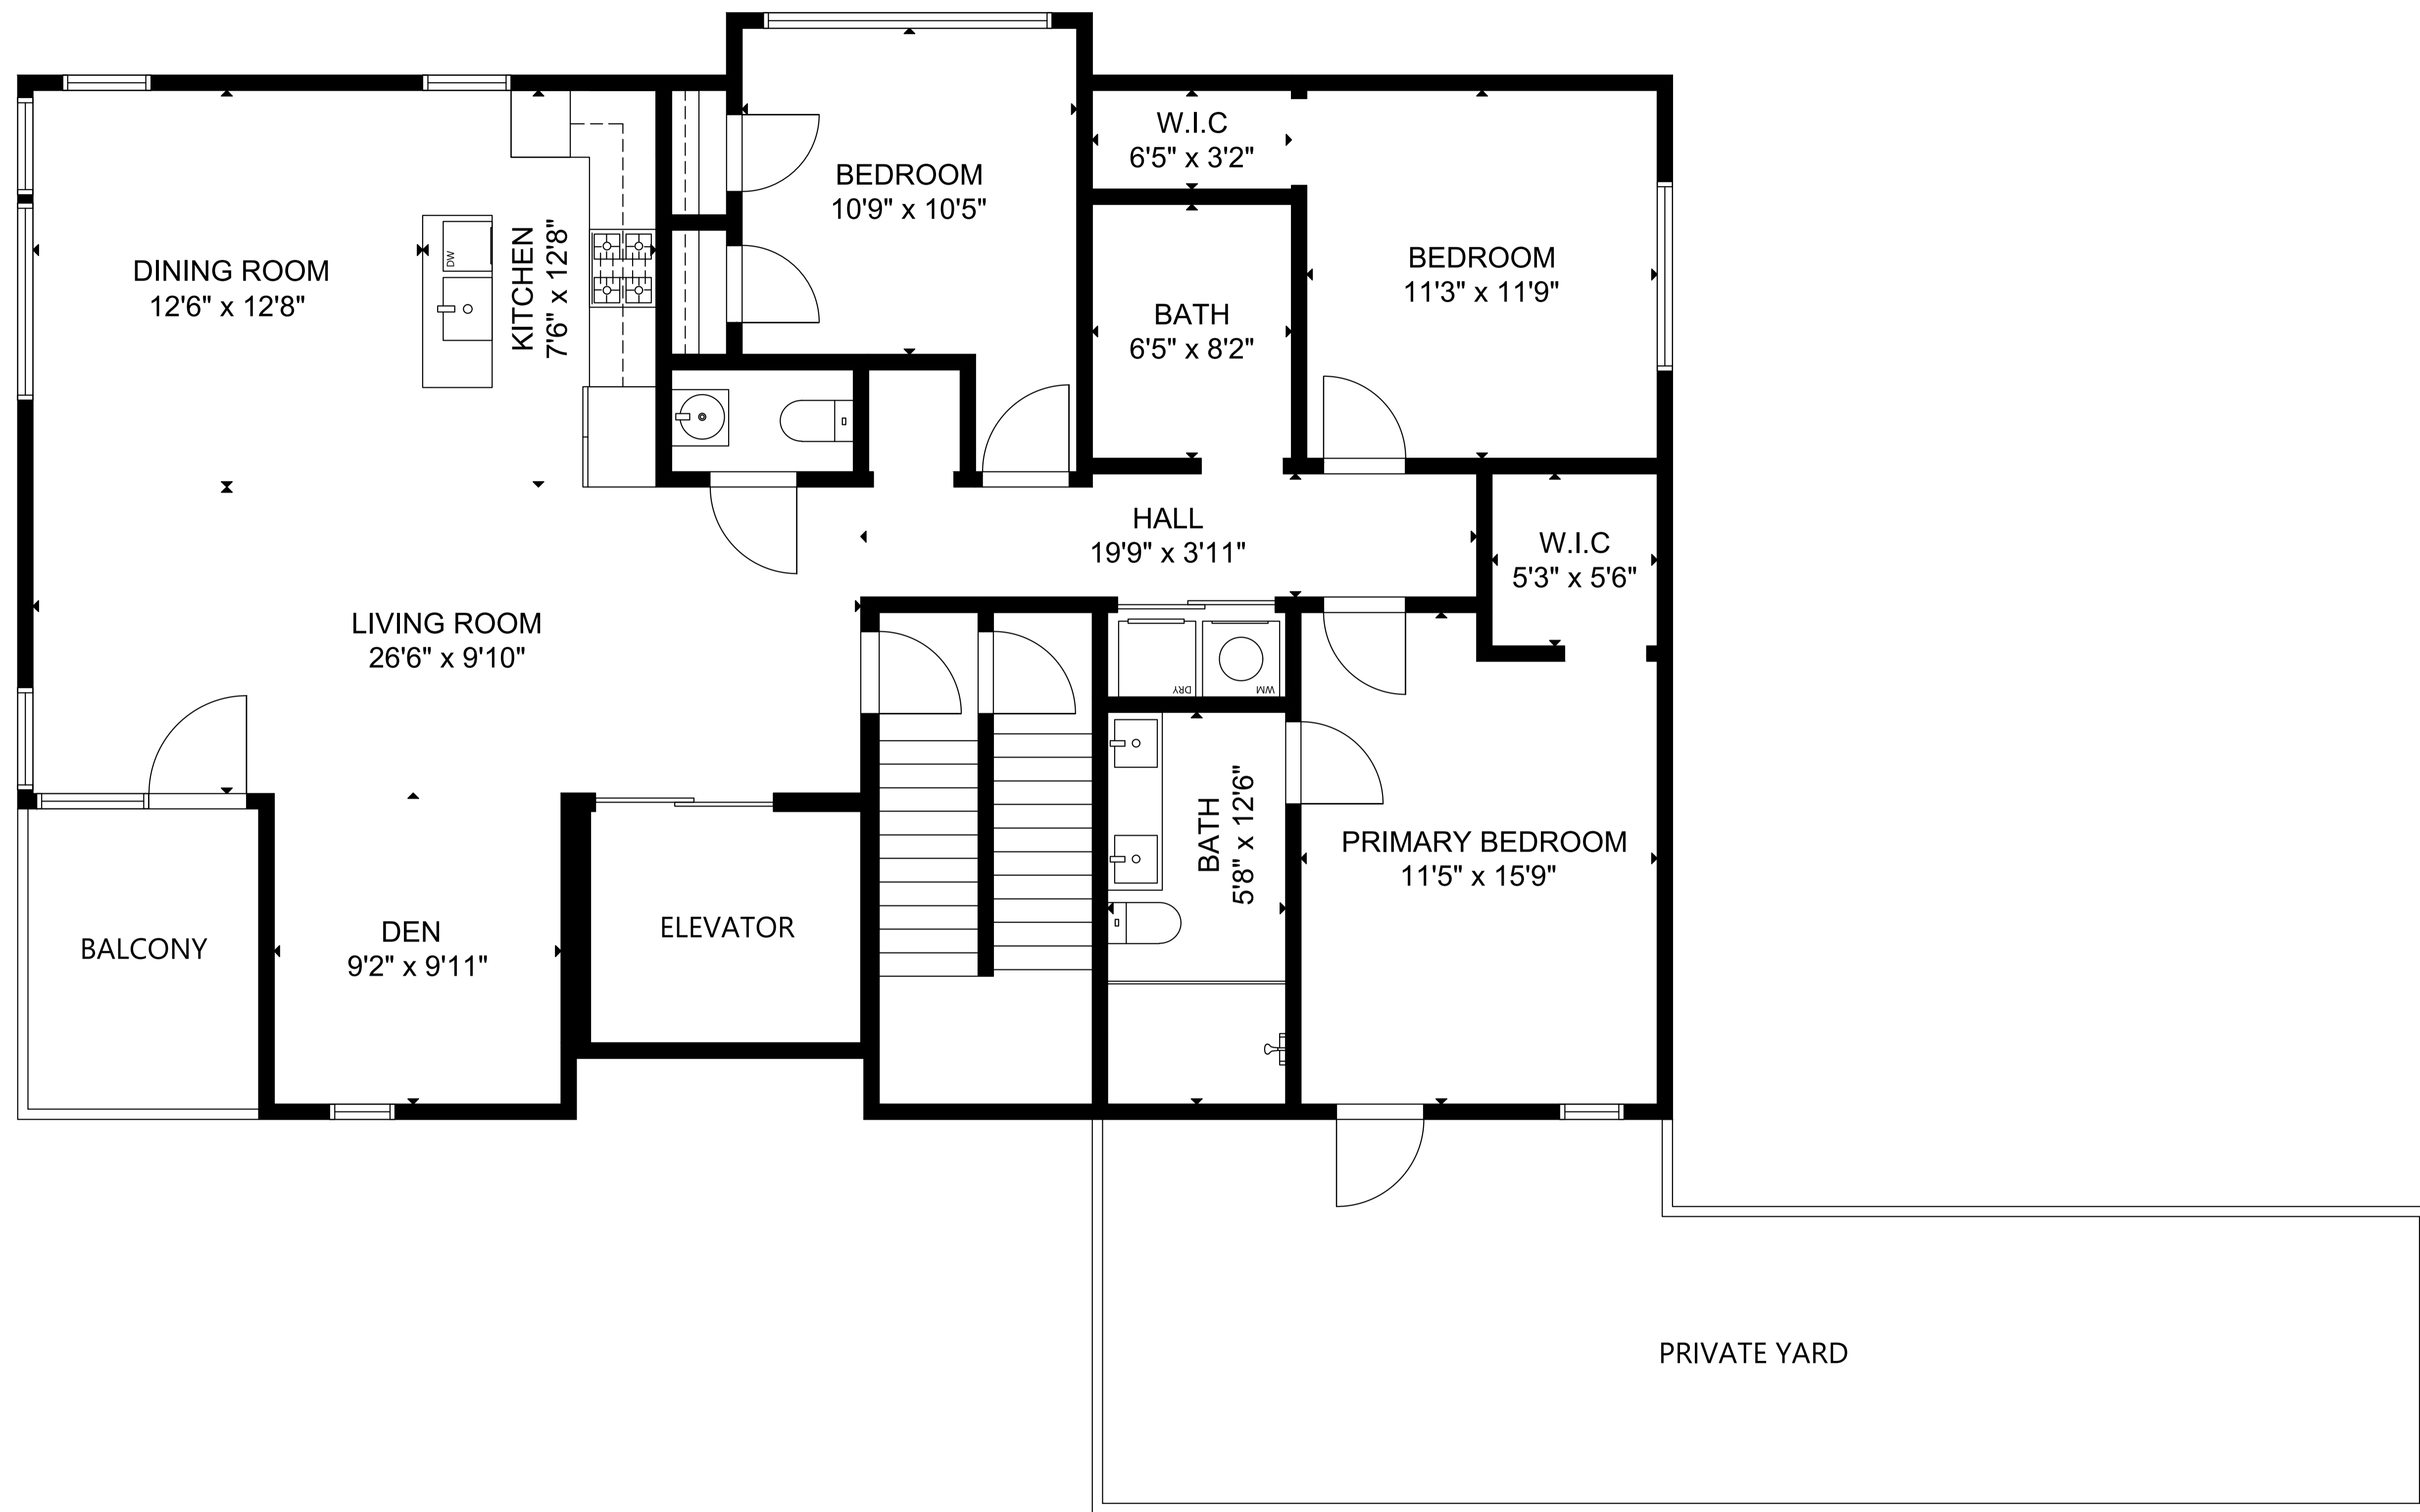 BEDROOM
10'9" x 10'5"
W.I.C
6'5" x 3'2"
DINING ROOM
12'6" x 12'8"
DW
KITCHEN
7'6" x 12'8"
BATH
6'5" x 8'2"
BEDROOM
11'3" x 11'9"
HALL
19'9" x 3'11"
W.I.C
5'3" x 5'6"
LIVING ROOM
26'6" x 9'10"
DRY
WM
BATH
5'8" x 12'6"
PRIMARY BEDROOM
11'5" x 15'9"
BALCONY
DEN
9'2" x 9'11"
ELEVATOR
PRIVATE YARD